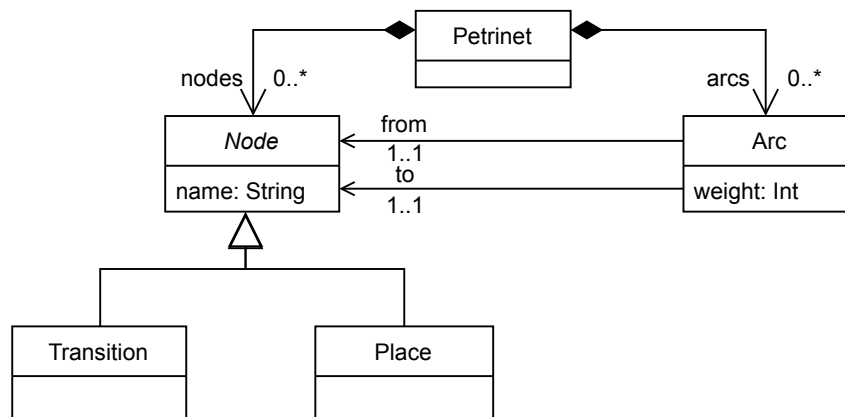 Petrinet
nodes 0..*
arcs 0..*
Node
from
1..1
Arc
name: String
to
1..1
weight: Int
Transition
Place